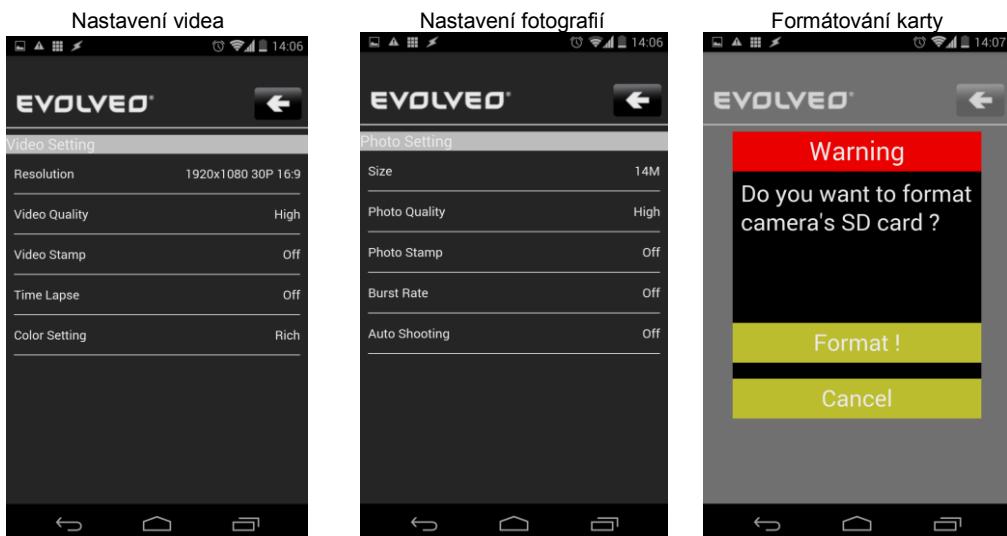 Nastavení videa
14:06
EVOLVEO
Video Setting
Resolution 1920x1080 30P 16:9
Video Quality High
Video Stamp Off
Time Lapse Off
Color Setting Rich
Nastavení fotografií
14:06
EVOLVEO
Photo Setting
Size 14M
Photo Quality High
Photo Stamp Off
Burst Rate Off
Auto Shooting Off
Formátování karty
14:07
EVOLVEO
Warning
Do you want to format
camera's SD card ?
Format !
Cancel